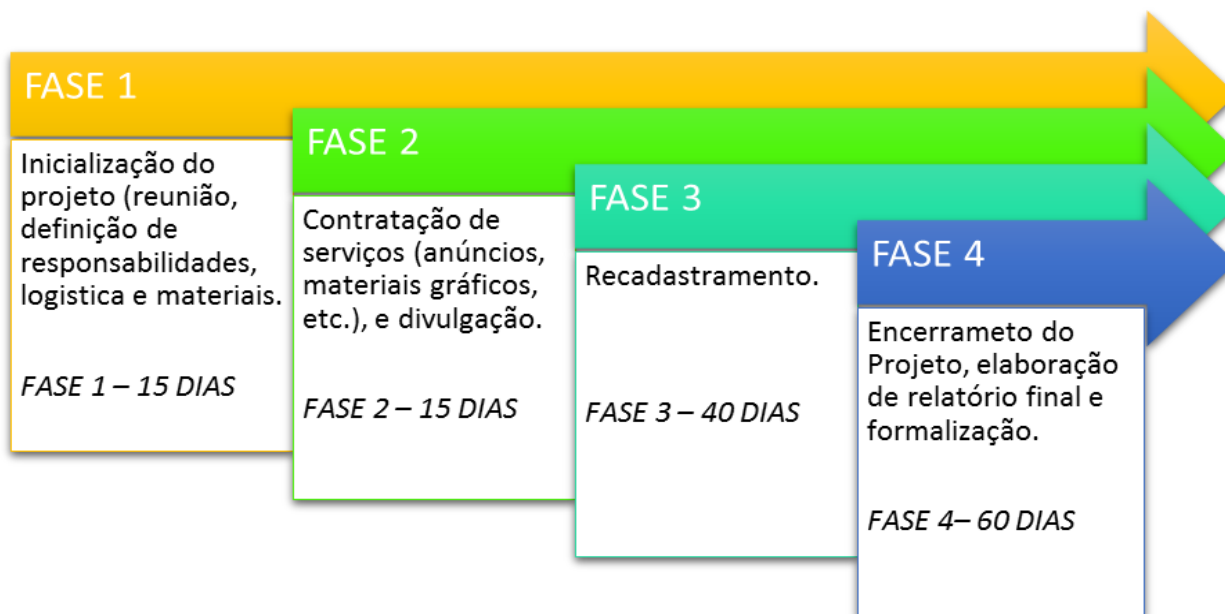 FASE 1
Inicialização do
projeto (reunião,
definição de
responsabilidades,
logistica e materiais.
FASE 1 – 15 DIAS
FASE 2
Contratação de
serviços (anúncios,
materiais gráficos,
etc.), e divulgação.
FASE 2 – 15 DIAS
FASE 3
Recadastramento.
FASE 3 – 40 DIAS
FASE 4
Encerrameto do
Projeto, elaboração
de relatório final e
formalização.
FASE 4– 60 DIAS